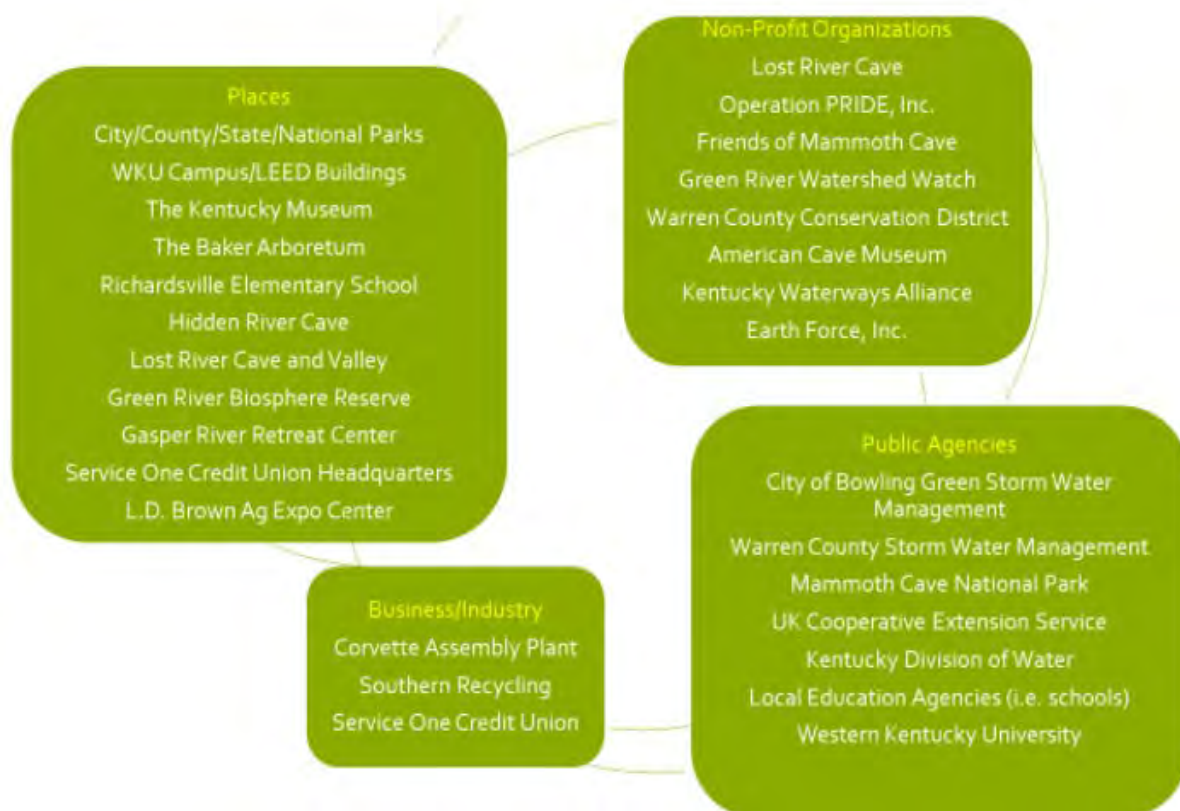 Places
City/County/State/National Parks
WKU Campus/LEED Buildings
The Kentucky Museum
The Baker Arboretum
Richardsville Elementary School
Hidden River Cave
Lost River Cave and Valley
Green River Biosphere Reserve
Gasper River Retreat Center
Service One Credit Union Headquarters
L.D. Brown Ag Expo Center
Non-Profit Organizations
Lost River Cave
Operation PRIDE, Inc.
Friends of Mammoth Cave
Green River Watershed Watch
Warren County Conservation District
American Cave Museum
Kentucky Waterways Alliance
Earth Force, Inc.
Business/Industry
Corvette Assembly Plant
Southern Recycling
Service One Credit Union
Public Agencies
City of Bowling Green Storm Water
Management
Warren County Storm Water Management
Mammoth Cave National Park
UK Cooperative Extension Service
Kentucky Division of Water
Local Education Agencies (i.e. schools)
Western Kentucky University